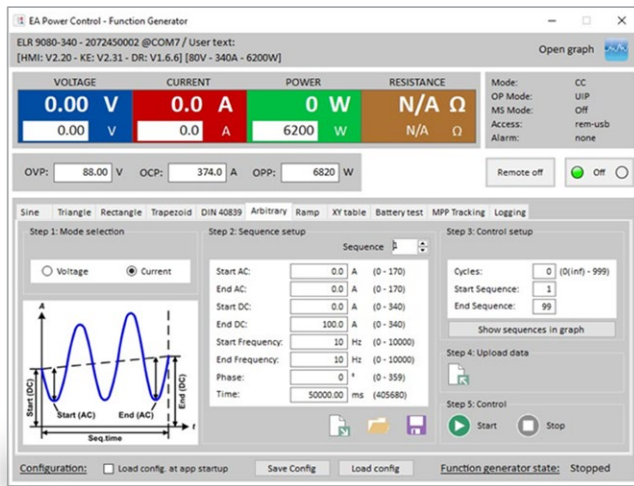 EA Power Control - Function Generator
ELR 9080-340 - 2072450002 @COM7 / User text:
[HMI: V2.20 - KE: V2.31 - DR: V1.6.6] [80V - 340A - 6200W]
Open graph
VOLTAGE CURRENT POWER RESISTANCE
0.00 V 0.0 A 0 W N/A Ω
0.00 V 0.0 A 6200 W N/A Ω
Mode: CC
OP Mode: UIP
MS Mode: Off
Access: rem-usb
Alarm: none
OVP: 88.00 V OCP: 374.0 A OPP: 6820 W
Remote off Off
Sine Triangle Rectangle Trapezoid DIN 40839 Arbitrary Ramp XY table Battery test MPP Tracking Logging
Step 1: Mode selection
Voltage Current
A
Start (DC)
Start (AC) End (AC)
End (DC)
t
Seq.time
Step 2: Sequence setup
Sequence 1
Start AC: 0.0 A (0 - 170)
End AC: 0.0 A (0 - 170)
Start DC: 0.0 A (0 - 340)
End DC: 100.0 A (0 - 340)
Start Frequency: 10 Hz (0 - 10000)
End Frequency: 10 Hz (0 - 10000)
Phase: 0 ° (0 - 359)
Time: 50000.00 ms (405680)
Step 3: Control setup
Cycles: 0 (0(inf) - 999)
Start Sequence: 1
End Sequence: 99
Show sequences in graph
Step 4: Upload data
Step 5: Control
Start Stop
Configuration: Load config. at app startup Save Config Load config Function generator state: Stopped